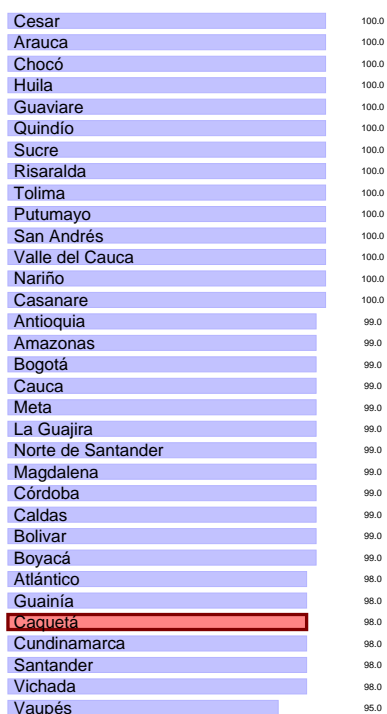 Cesar 100.0
Arauca 100.0
Chocó 100.0
Huila 100.0
Guaviare 100.0
Quindío 100.0
Sucre 100.0
Risaralda 100.0
Tolima 100.0
Putumayo 100.0
San Andrés 100.0
Valle del Cauca 100.0
Nariño 100.0
Casanare 100.0
Antioquia 99.0
Amazonas 99.0
Bogotá 99.0
Cauca 99.0
Meta 99.0
La Guajira 99.0
Norte de Santander 99.0
Magdalena 99.0
Córdoba 99.0
Caldas 99.0
Bolivar 99.0
Boyacá 99.0
Atlántico 98.0
Guainía 98.0
Caquetá 98.0
Cundinamarca 98.0
Santander 98.0
Vichada 98.0
Vaupés 95.0